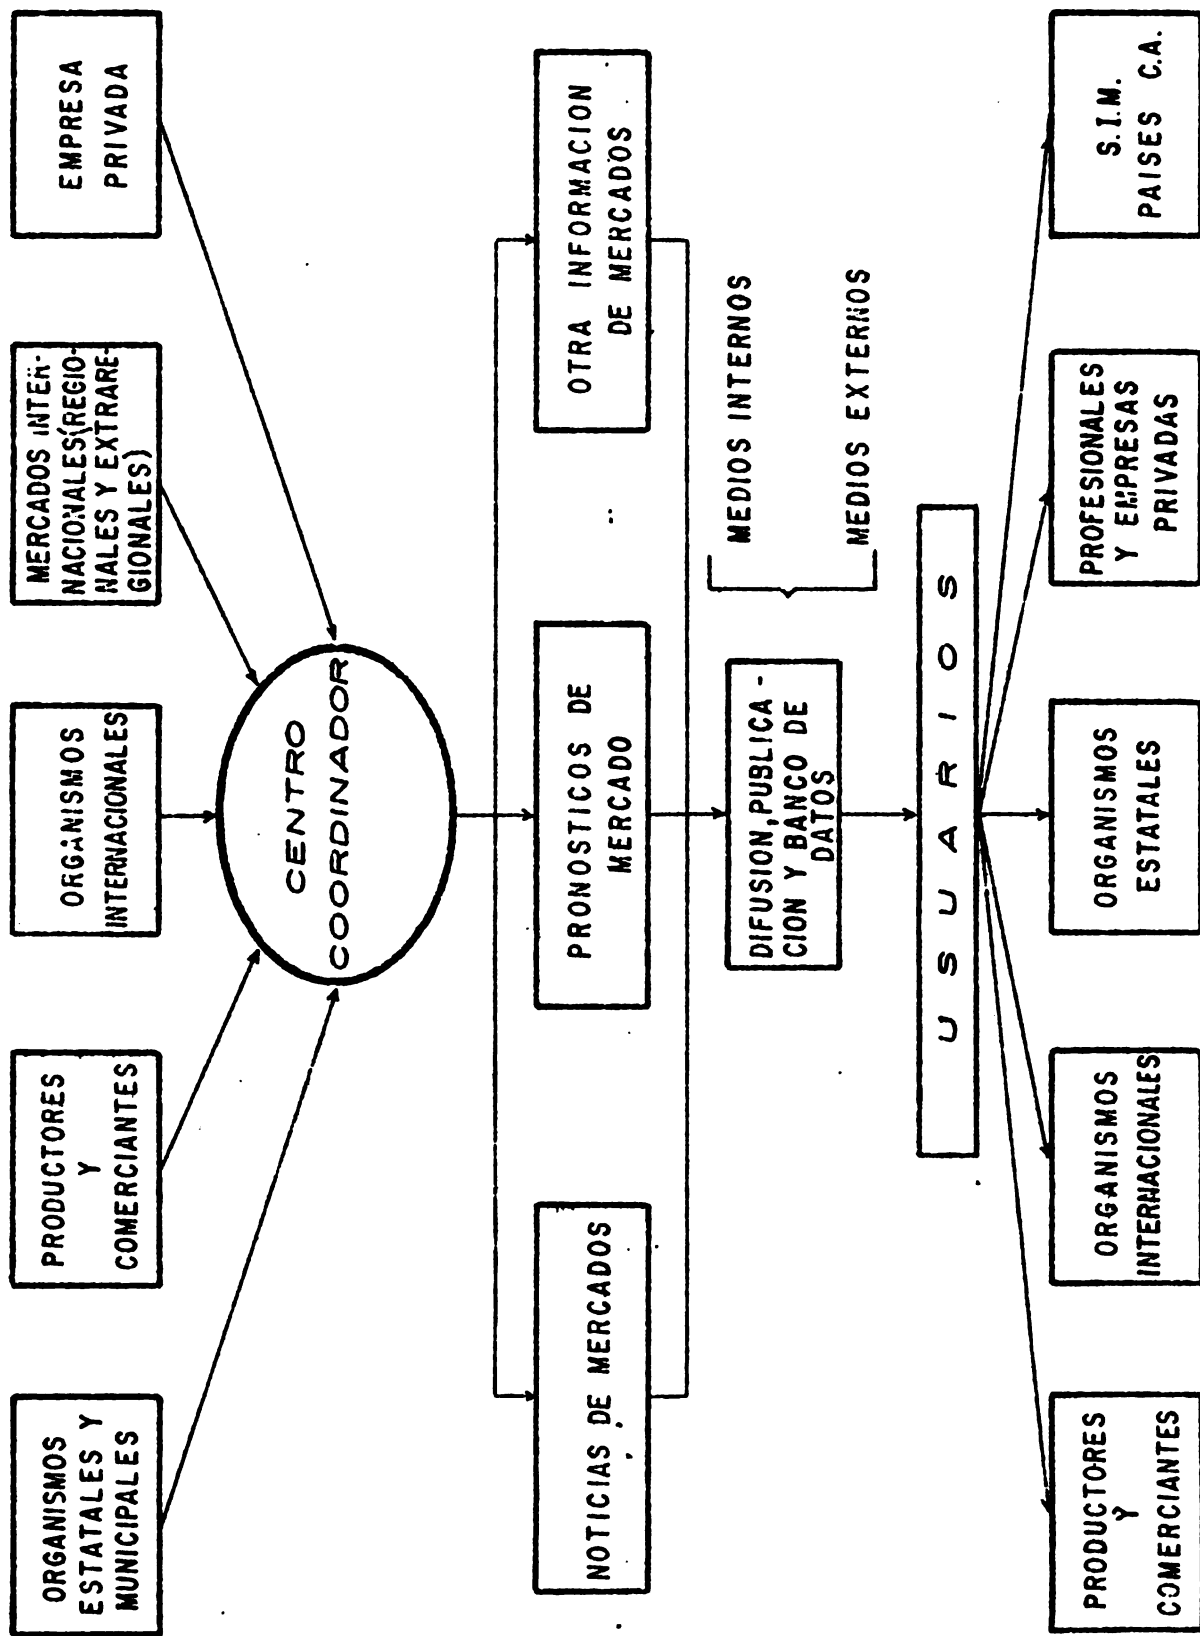 ORGANISMOS
ESTATALES Y
MUNICIPALES
PRODUCTORES
Y
COMERCIANTES
ORGANISMOS
INTERNACIONALES
MERCADOS INTER-
NACIONALES(REGIO-
NALES Y EXTRARE-
GIONALES)
EMPRESA
PRIVADA
CENTRO
COORDINADOR
NOTICIAS DE MERCADOS
PRONOSTICOS DE
MERCADO
OTRA INFORMACION
DE MERCADOS
DIFUSION,PUBLICA-
CION Y BANCO DE
DATOS
MEDIOS INTERNOS
MEDIOS EXTERNOS
USUARIOS
PRODUCTORES
Y
COMERCIANTES
ORGANISMOS
INTERNACIONALES
ORGANISMOS
ESTATALES
PROFESIONALES
Y EMPRESAS
PRIVADAS
S.I.M.
PAISES C.A.